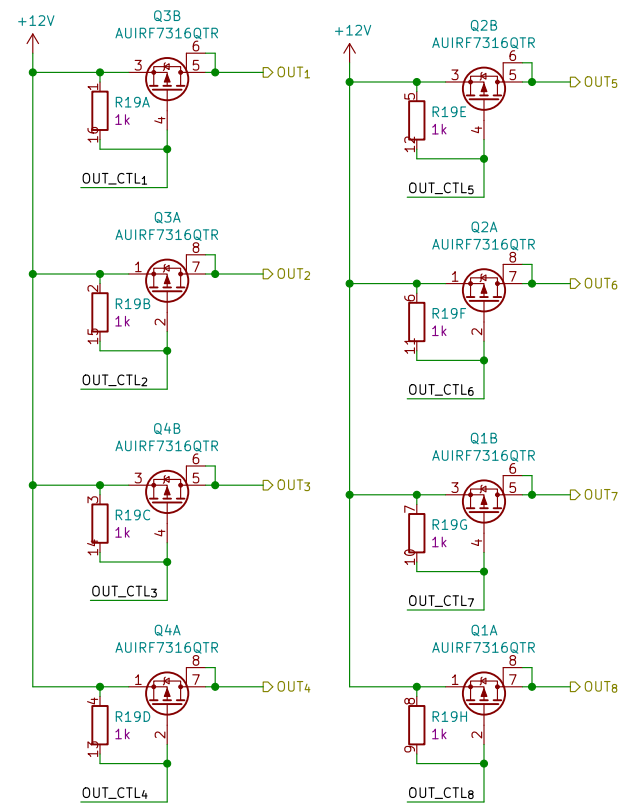 +12V
Q3B
AUIRF7316QTR
6
3
5
OUT1
1
R19A
1k
16
4
OUT_CTL1
Q3A
AUIRF7316QTR
8
1
7
OUT2
2
R19B
1k
15
2
OUT_CTL2
Q4B
AUIRF7316QTR
6
3
5
OUT3
3
R19C
1k
14
4
OUT_CTL3
Q4A
AUIRF7316QTR
8
1
7
OUT4
4
R19D
1k
13
2
OUT_CTL4
+12V
Q2B
AUIRF7316QTR
6
3
5
OUT5
5
R19E
1k
12
4
OUT_CTL5
Q2A
AUIRF7316QTR
8
1
7
OUT6
6
R19F
1k
11
2
OUT_CTL6
Q1B
AUIRF7316QTR
6
3
5
OUT7
7
R19G
1k
10
4
OUT_CTL7
Q1A
AUIRF7316QTR
8
1
7
OUT8
8
R19H
1k
9
2
OUT_CTL8